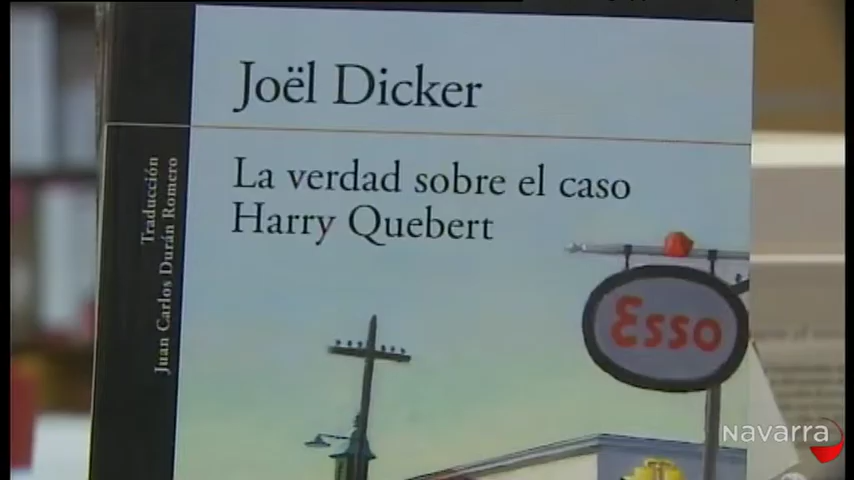 Joël Dicker
La verdad sobre el caso
Harry Quebert
Traducción
Juan Carlos Durán Romero
Esso
Navarra